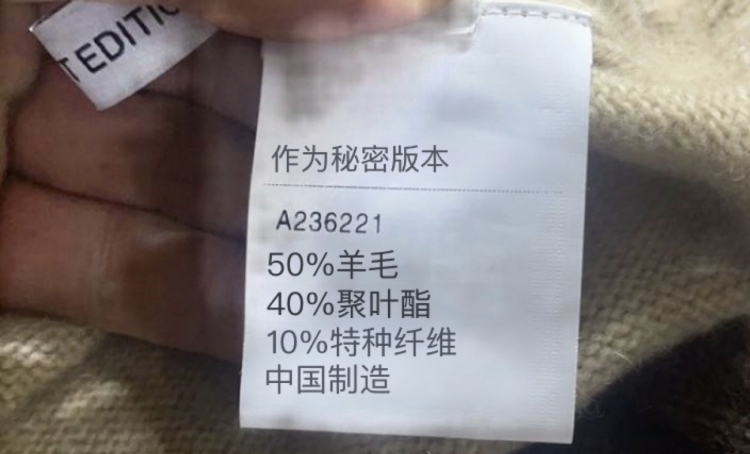 T EDITIO
作为秘密版本
A236221
50%羊毛
40%聚叶酯
10%特种纤维
中国制造